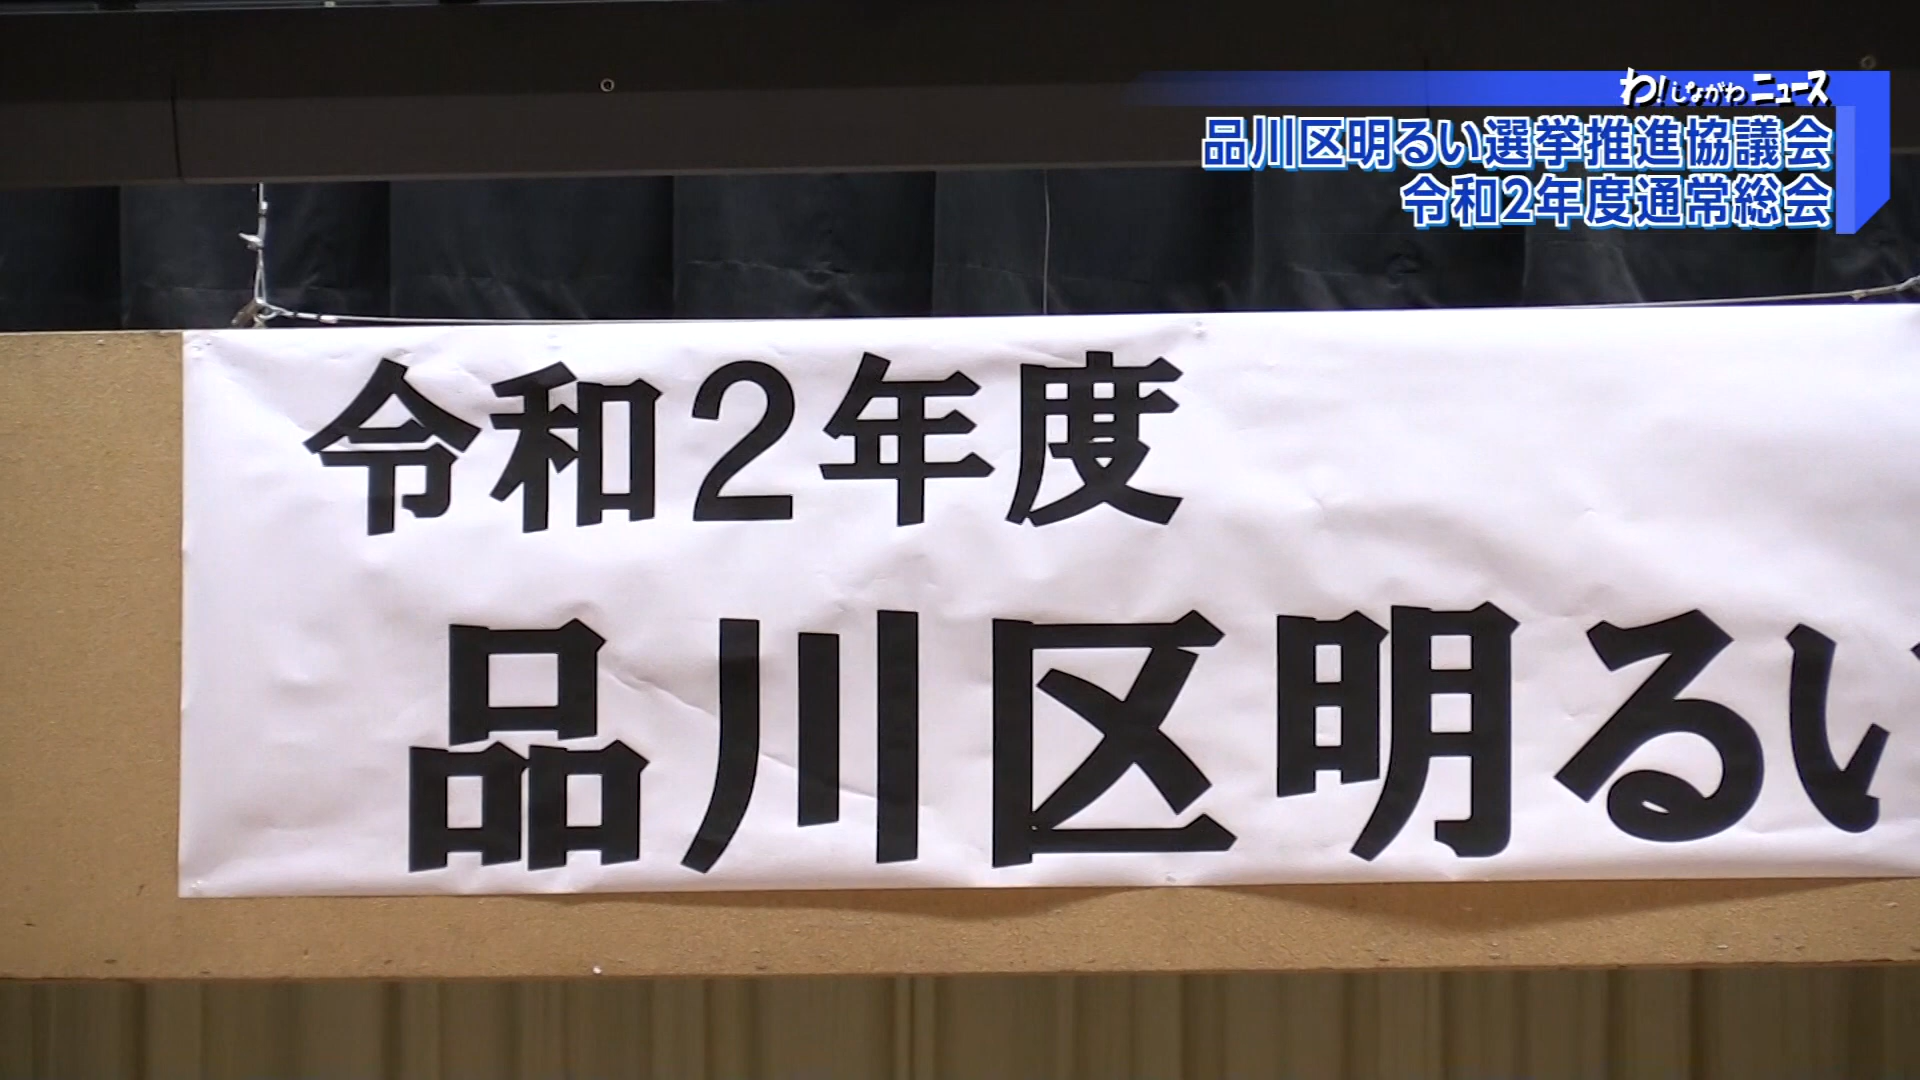 わ!しながわニュース
品川区明るい選挙推進協議会
令和2年度通常総会
令和2年度
品川区明るい